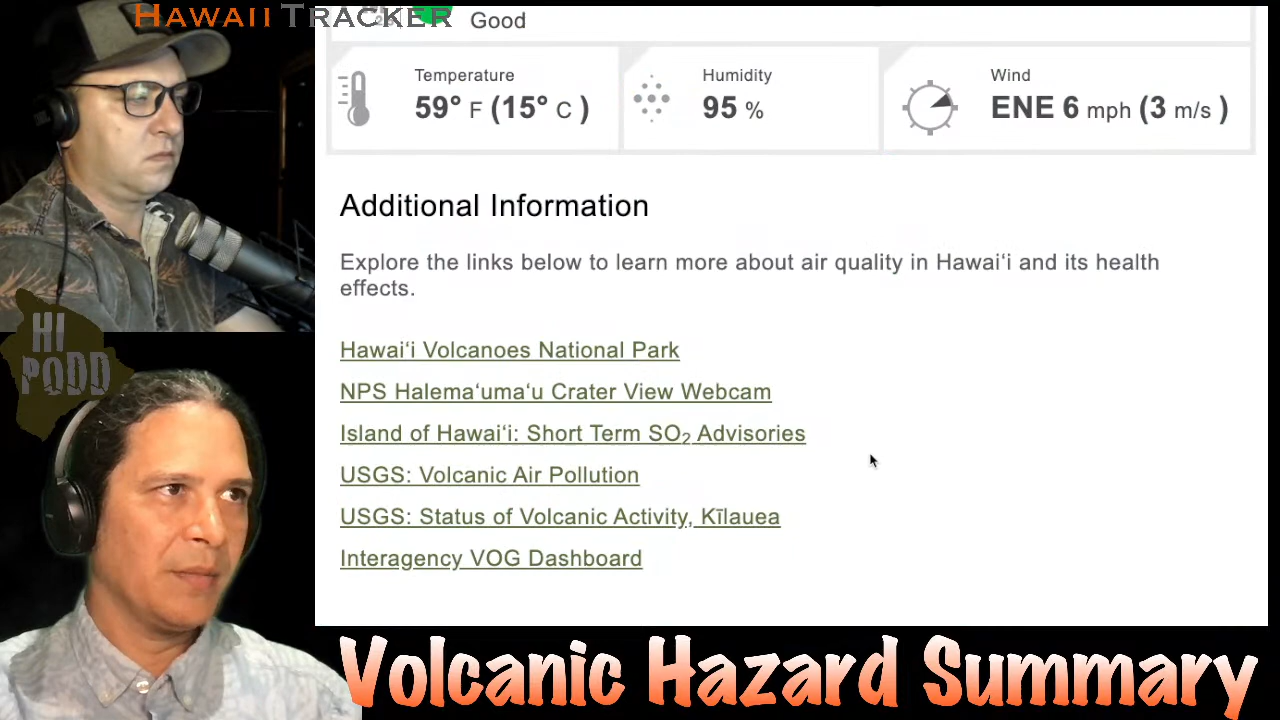 HAWAII TRACKER
Good
Temperature
59° F (15° C )
Humidity
95 %
Wind
ENE 6 mph (3 m/s )
Additional Information
Explore the links below to learn more about air quality in Hawaiʻi and its health
effects.
Hawaiʻi Volcanoes National Park
NPS Halemaʻumaʻu Crater View Webcam
Island of Hawaiʻi: Short Term SO₂ Advisories
USGS: Volcanic Air Pollution
USGS: Status of Volcanic Activity, Kīlauea
Interagency VOG Dashboard
HI
PODD
Volcanic Hazard Summary